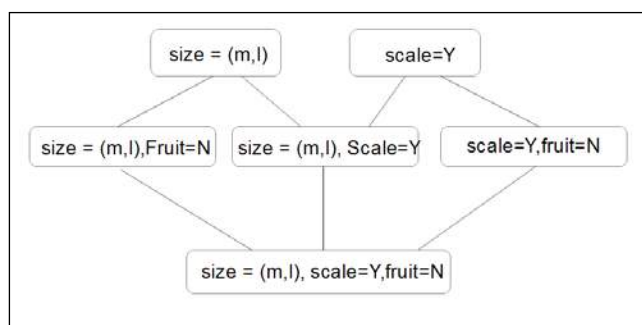 size = (m,l)
scale=Y
size = (m,l),Fruit=N
size = (m,l), Scale=Y
scale=Y,fruit=N
size = (m,l), scale=Y,fruit=N